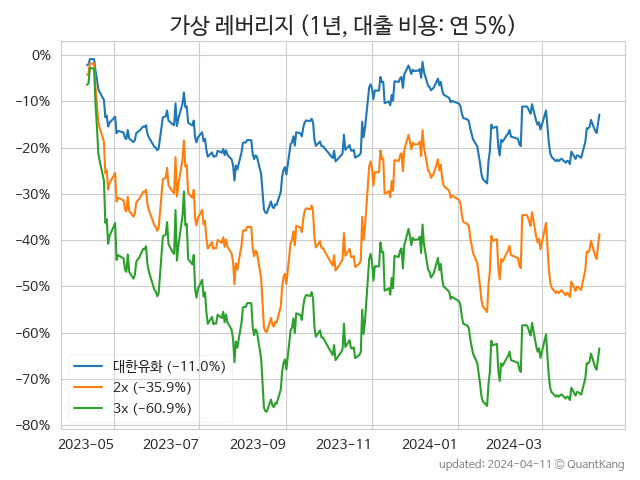 가상 레버리지 (1년, 대출 비용: 연 5%)
0%
−10%
−20%
−30%
−40%
−50%
−60%
−70%
−80%
대한유화 (−11.0%)
2x (−35.9%)
3x (−60.9%)
2023-05 2023-07 2023-09 2023-11 2024-01 2024-03
updated: 2024-04-11 © QuantKang